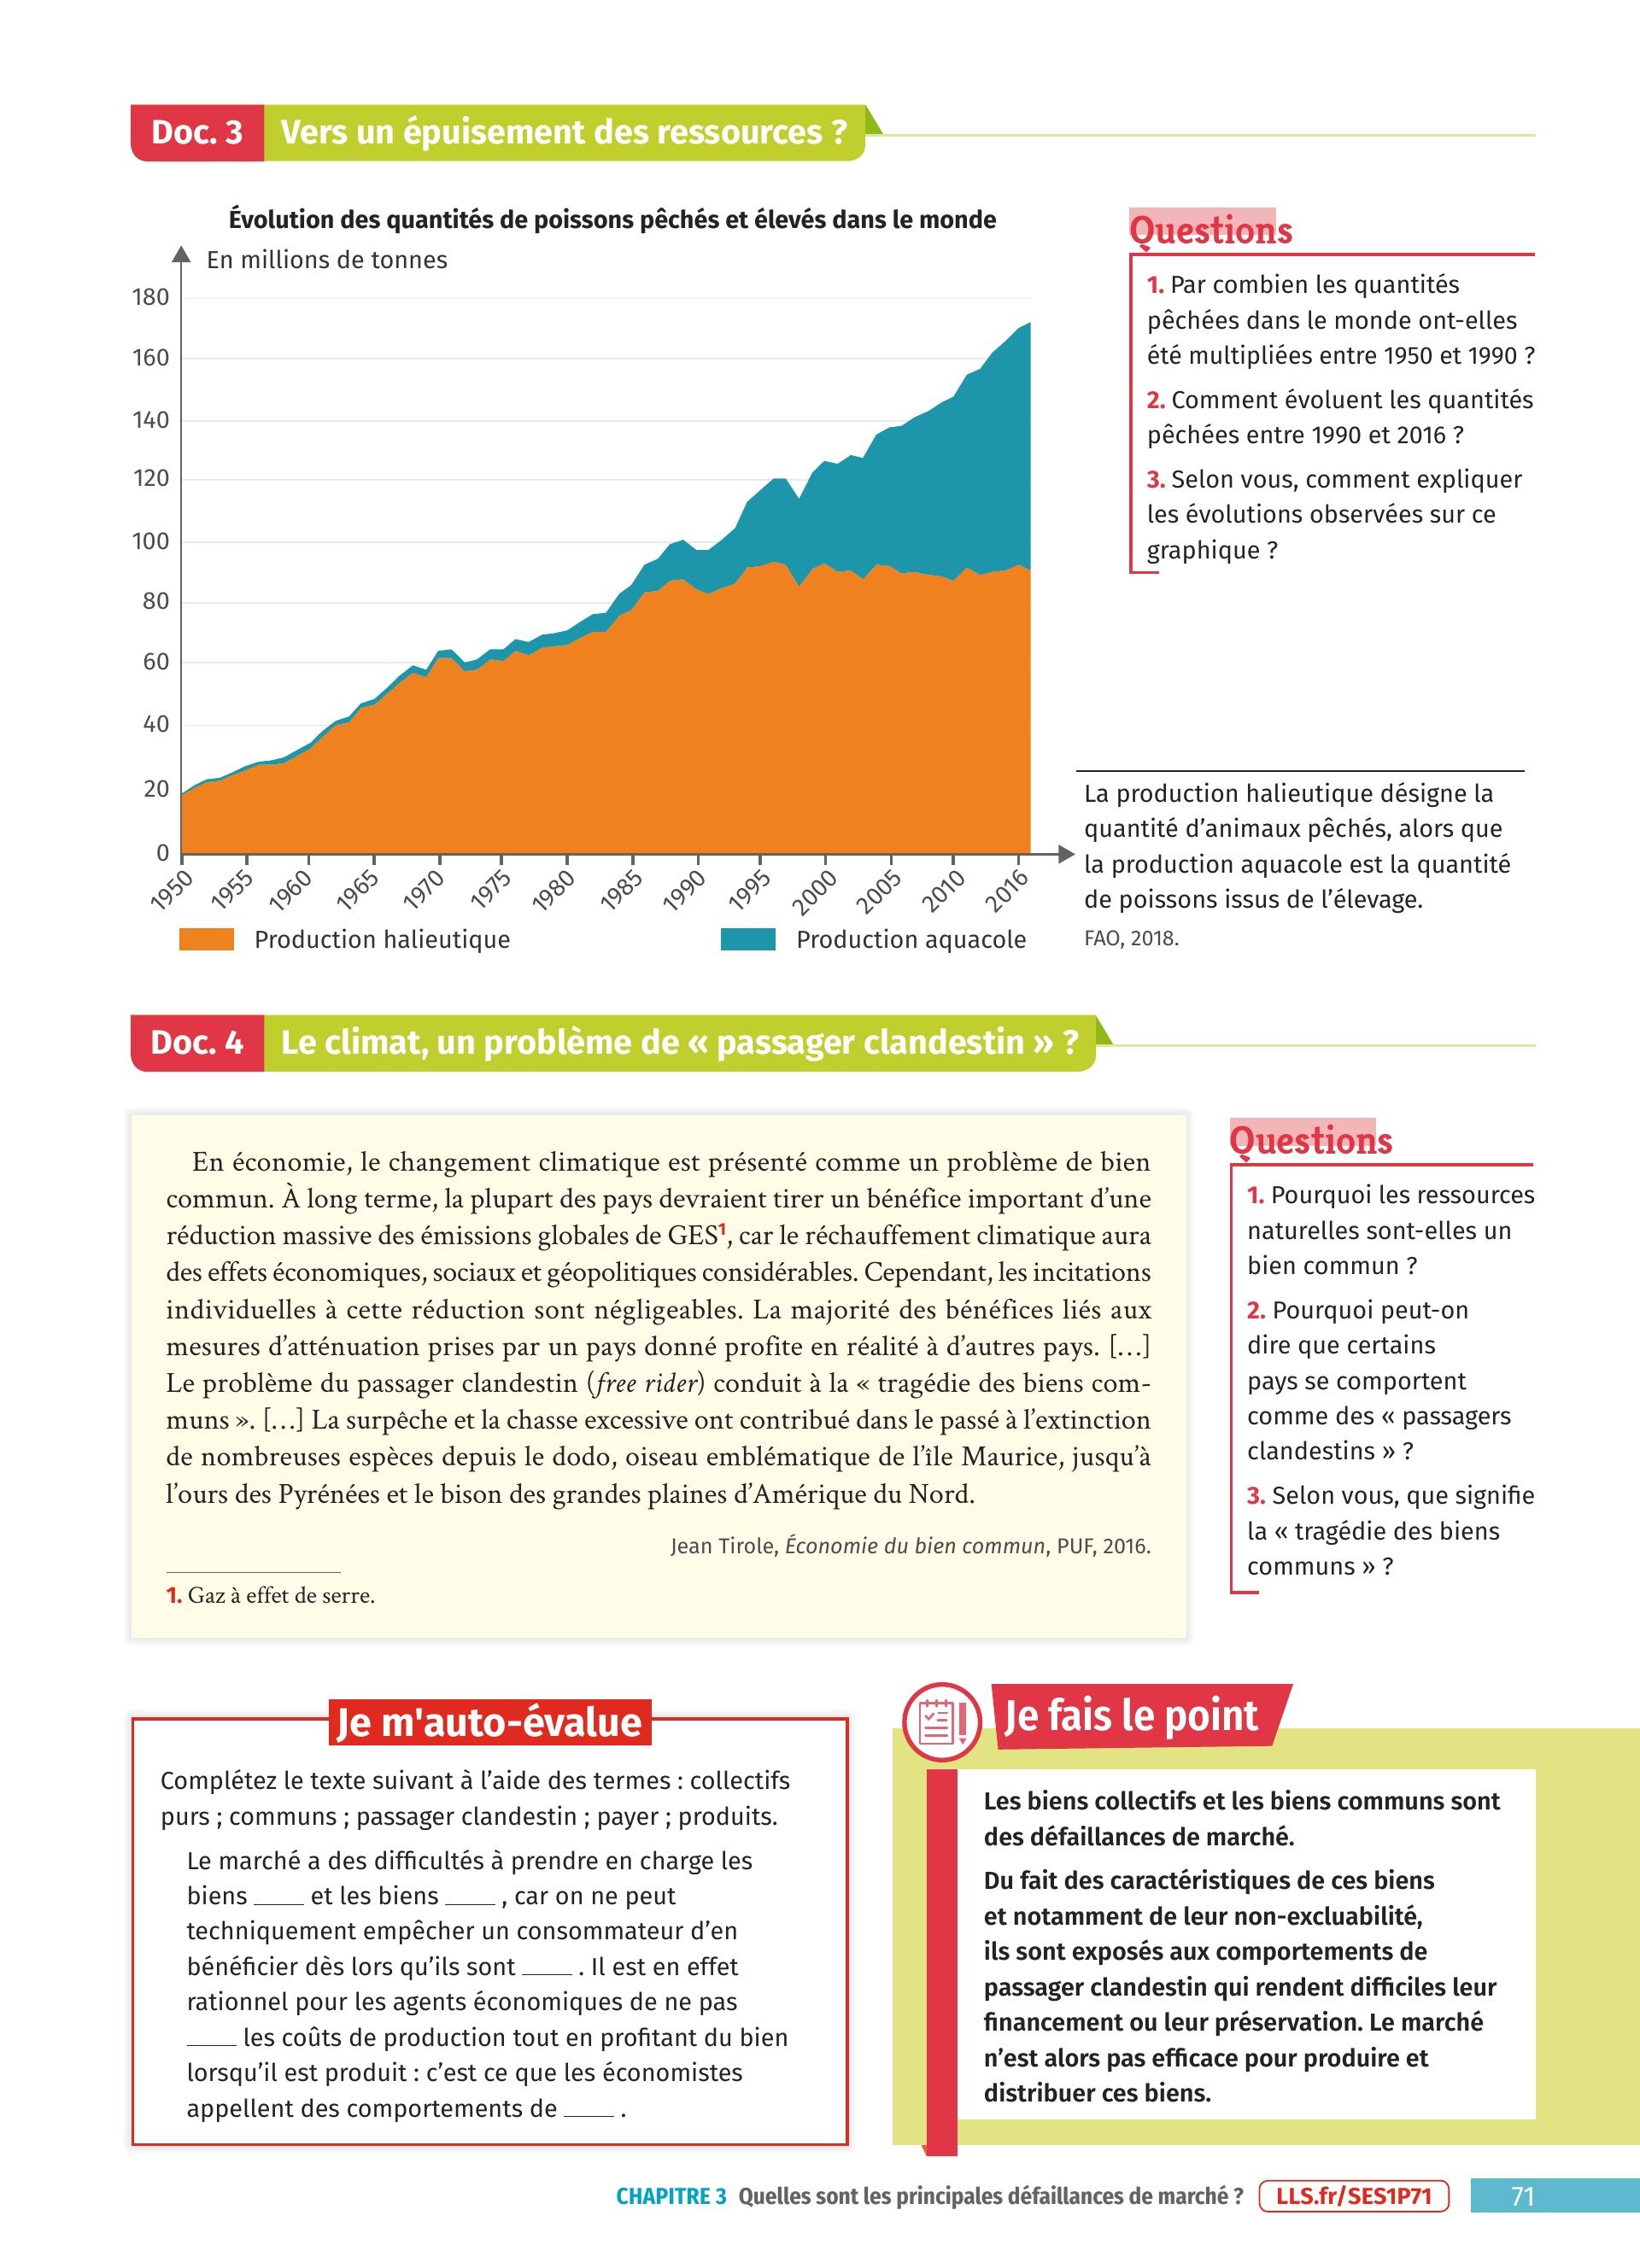 Doc. 3 Vers un épuisement des ressources ?
Évolution des quantités de poissons pêchés et élevés dans le monde
En millions de tonnes
180
160
140
120
100
80
60
40
20
0
1950
1955
1960
1965
1970
1975
1980
1985
1990
1995
2000
2005
2010
2016
Production halieutique
Production aquacole
Questions
1. Par combien les quantités
pêchées dans le monde ont-elles
été multipliées entre 1950 et 1990 ?
2. Comment évoluent les quantités
pêchées entre 1990 et 2016 ?
3. Selon vous, comment expliquer
les évolutions observées sur ce
graphique ?
La production halieutique désigne la
quantité d’animaux pêchés, alors que
la production aquacole est la quantité
de poissons issus de l’élevage.
FAO, 2018.
Doc. 4 Le climat, un problème de « passager clandestin » ?
En économie, le changement climatique est présenté comme un problème de bien
commun. À long terme, la plupart des pays devraient tirer un bénéfice important d’une
réduction massive des émissions globales de GES1, car le réchauffement climatique aura
des effets économiques, sociaux et géopolitiques considérables. Cependant, les incitations
individuelles à cette réduction sont négligeables. La majorité des bénéfices liés aux
mesures d’atténuation prises par un pays donné profite en réalité à d’autres pays. […]
Le problème du passager clandestin (free rider) conduit à la « tragédie des biens com-
muns ». […] La surpêche et la chasse excessive ont contribué dans le passé à l’extinction
de nombreuses espèces depuis le dodo, oiseau emblématique de l’île Maurice, jusqu’à
l’ours des Pyrénées et le bison des grandes plaines d’Amérique du Nord.
Jean Tirole, Économie du bien commun, PUF, 2016.
1. Gaz à effet de serre.
Questions
1. Pourquoi les ressources
naturelles sont-elles un
bien commun ?
2. Pourquoi peut-on
dire que certains
pays se comportent
comme des « passagers
clandestins » ?
3. Selon vous, que signifie
la « tragédie des biens
communs » ?
Je m'auto-évalue
Complétez le texte suivant à l’aide des termes : collectifs
purs ; communs ; passager clandestin ; payer ; produits.
Le marché a des difficultés à prendre en charge les
biens ____ et les biens ____ , car on ne peut
techniquement empêcher un consommateur d’en
bénéficier dès lors qu’ils sont ____ . Il est en effet
rationnel pour les agents économiques de ne pas
____ les coûts de production tout en profitant du bien
lorsqu’il est produit : c’est ce que les économistes
appellent des comportements de ____ .
Je fais le point
Les biens collectifs et les biens communs sont
des défaillances de marché.
Du fait des caractéristiques de ces biens
et notamment de leur non-excluabilité,
ils sont exposés aux comportements de
passager clandestin qui rendent difficiles leur
financement ou leur préservation. Le marché
n’est alors pas efficace pour produire et
distribuer ces biens.
CHAPITRE 3 Quelles sont les principales défaillances de marché ? LLS.fr/SES1P71 71